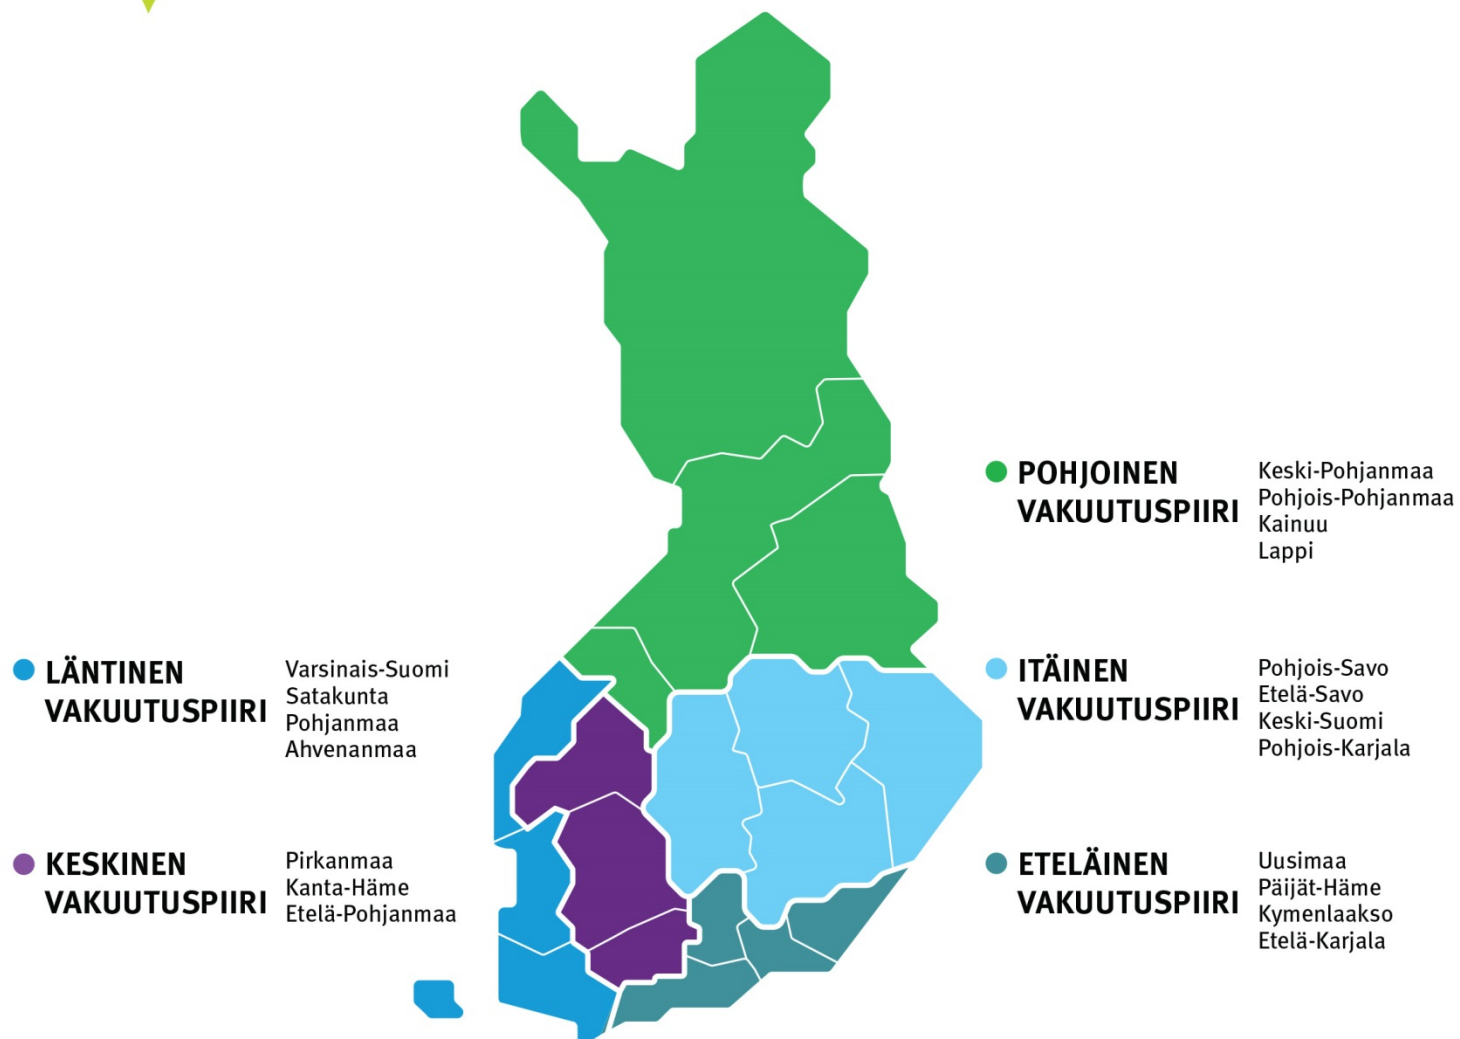 POHJOINEN
VAKUUTUSPIIRI
Keski-Pohjanmaa
Pohjois-Pohjanmaa
Kainuu
Lappi
LÄNTINEN
VAKUUTUSPIIRI
Varsinais-Suomi
Satakunta
Pohjanmaa
Ahvenanmaa
ITÄINEN
VAKUUTUSPIIRI
Pohjois-Savo
Etelä-Savo
Keski-Suomi
Pohjois-Karjala
KESKINEN
VAKUUTUSPIIRI
Pirkanmaa
Kanta-Häme
Etelä-Pohjanmaa
ETELÄINEN
VAKUUTUSPIIRI
Uusimaa
Päijät-Häme
Kymenlaakso
Etelä-Karjala